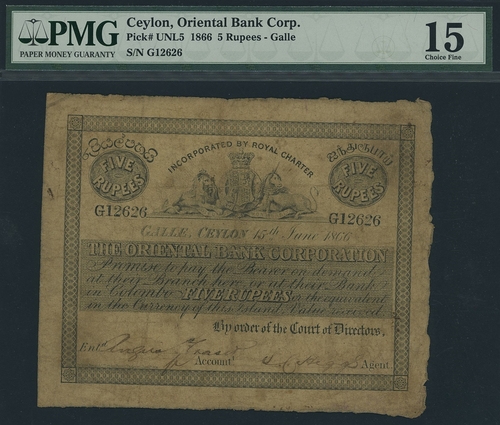 PMG
PAPER MONEY GUARANTY
Ceylon, Oriental Bank Corp.
Pick# UNL5 1866 5 Rupees - Galle
S/N G12626
15
Choice Fine
INCORPORATED BY ROYAL CHARTER
FIVE RUPEES
FIVE RUPEES
G12626
G12626
GALLE, CEYLON 15th June 1866
THE ORIENTAL BANK CORPORATION
Promise to pay the Bearer on demand
at their Branch here or at their Bank
in Colombo FIVE RUPEES or the equivalent
in the Currency of this Island Value received
By order of the Court of Directors.
Entd.
Account
Agent